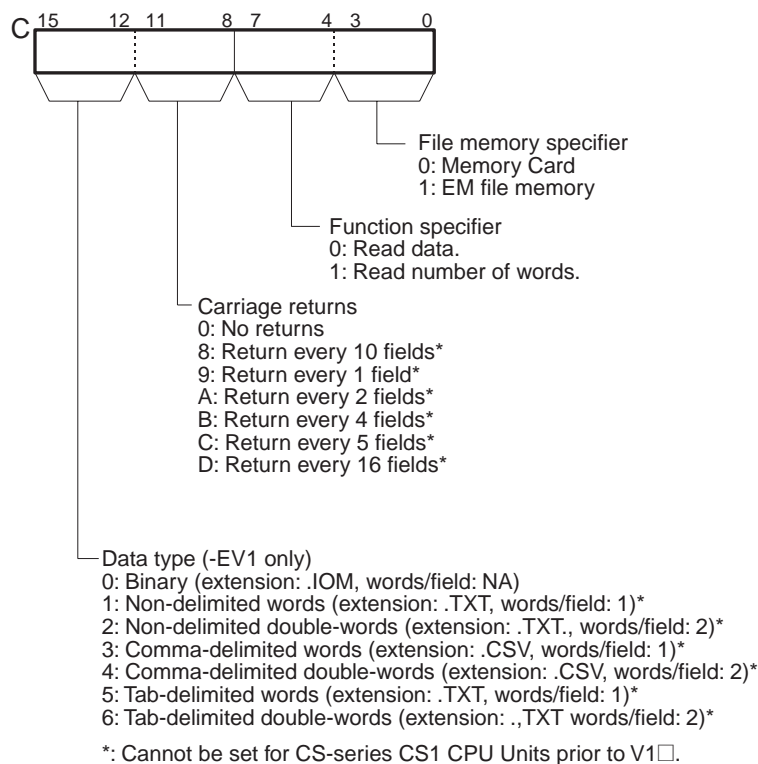 C 15 12 11 8 7 4 3 0
File memory specifier
0: Memory Card
1: EM file memory
Function specifier
0: Read data.
1: Read number of words.
Carriage returns
0: No returns
8: Return every 10 fields*
9: Return every 1 field*
A: Return every 2 fields*
B: Return every 4 fields*
C: Return every 5 fields*
D: Return every 16 fields*
Data type (-EV1 only)
0: Binary (extension: .IOM, words/field: NA)
1: Non-delimited words (extension: .TXT, words/field: 1)*
2: Non-delimited double-words (extension: .TXT., words/field: 2)*
3: Comma-delimited words (extension: .CSV, words/field: 1)*
4: Comma-delimited double-words (extension: .CSV, words/field: 2)*
5: Tab-delimited words (extension: .TXT, words/field: 1)*
6: Tab-delimited double-words (extension: .,TXT words/field: 2)*
*: Cannot be set for CS-series CS1 CPU Units prior to V1□.